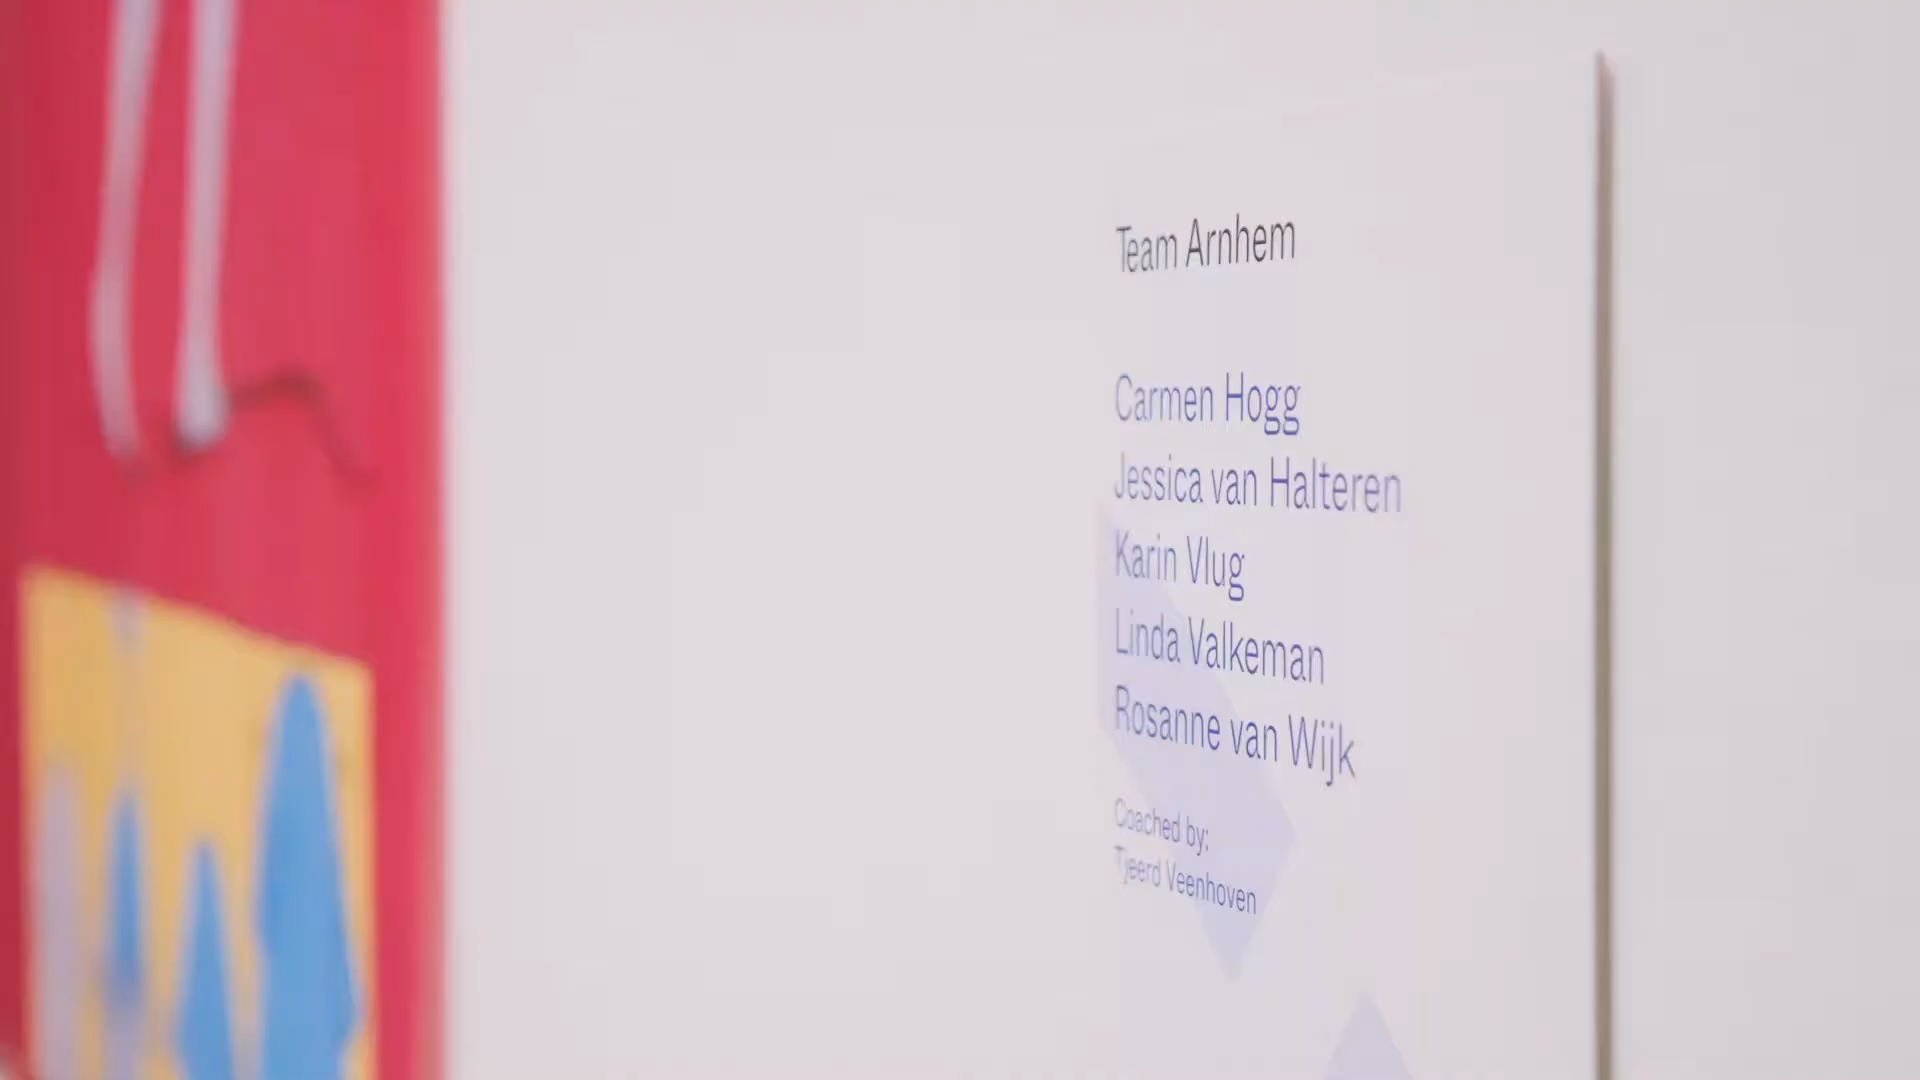 Team Arnhem
Carmen Hogg
Jessica van Halteren
Karin Vlug
Linda Valkeman
Rosanne van Wijk
Coached by:
Tjeerd Veenhoven